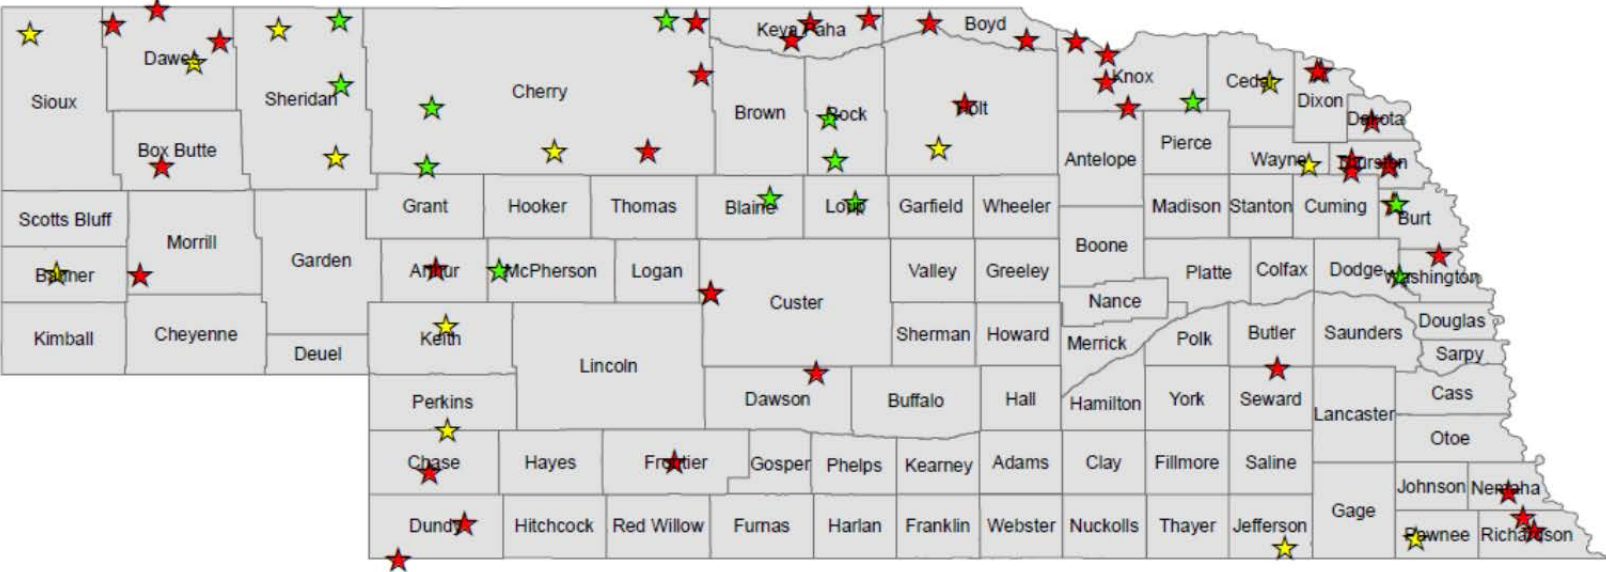 Sioux
Dawes
Sheridan
Cherry
Keya Paha
Boyd
Box Butte
Brown
Rock
Holt
Knox
Cedar
Dixon
Dakota
Antelope
Pierce
Wayne
Thurston
Scotts Bluff
Morrill
Garden
Grant
Hooker
Thomas
Blaine
Loup
Garfield
Wheeler
Madison
Stanton
Cuming
Burt
Banner
Arthur
McPherson
Logan
Custer
Valley
Greeley
Boone
Platte
Colfax
Dodge
Washington
Nance
Kimball
Cheyenne
Deuel
Keith
Lincoln
Sherman
Howard
Merrick
Polk
Butler
Saunders
Douglas
Sarpy
Perkins
Dawson
Buffalo
Hall
Hamilton
York
Seward
Lancaster
Cass
Otoe
Chase
Hayes
Frontier
Gosper
Phelps
Kearney
Adams
Clay
Fillmore
Saline
Gage
Johnson
Nemaha
Dundy
Hitchcock
Red Willow
Furnas
Harlan
Franklin
Webster
Nuckolls
Thayer
Jefferson
Pawnee
Richardson